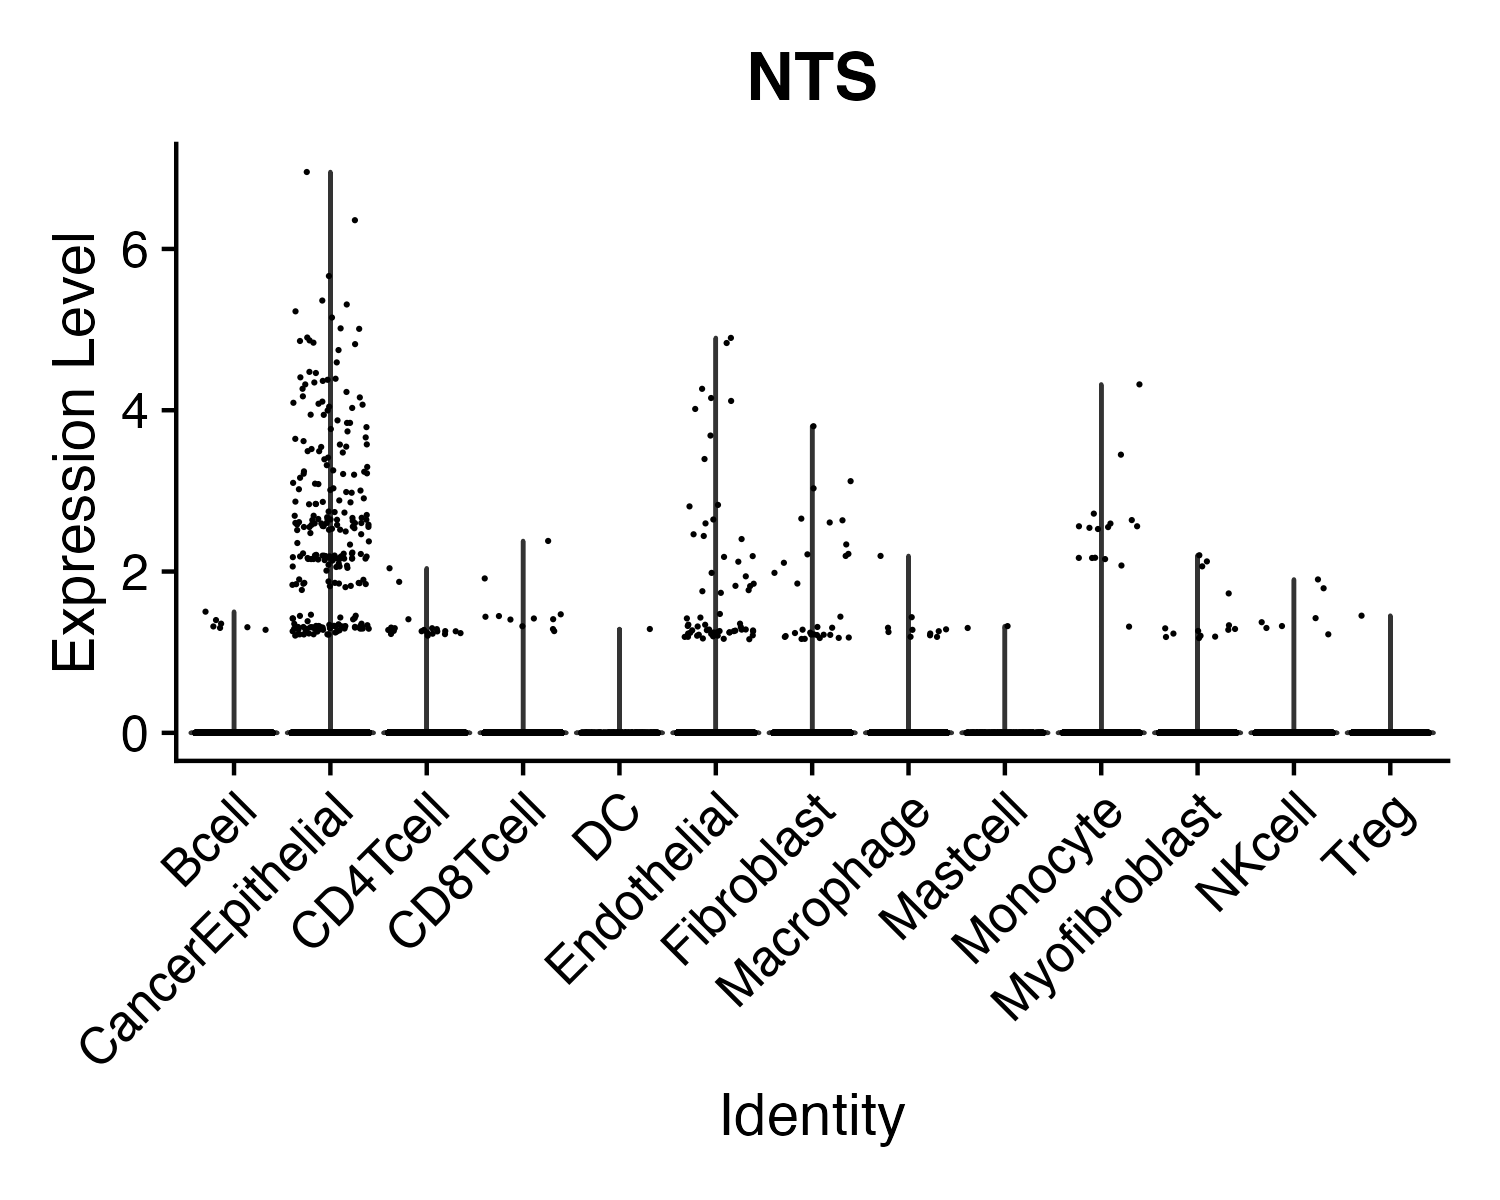 NTS
Expression Level
6
4
2
0
Bcell
CancerEpithelial
CD4Tcell
CD8Tcell
DC
Endothelial
Fibroblast
Macrophage
Mastcell
Monocyte
Myofibroblast
NKcell
Treg
Identity